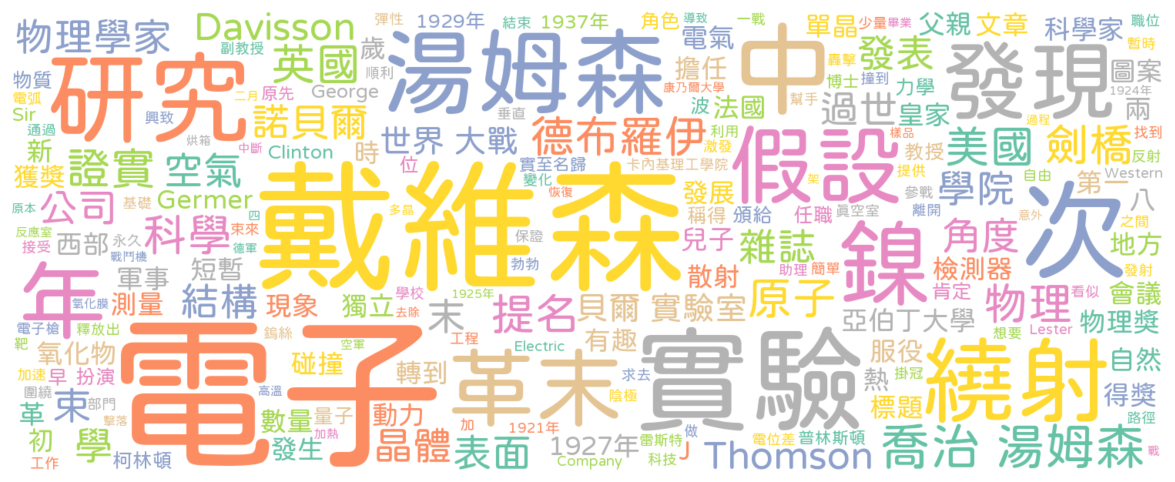 物理學家 Davisson 彈性 1929年 結束 1937年 角色 導致 一戰 單晶 少量 畢業 父親 文章 科學家 職位
副教授 英國 歲 湯姆森 電氣 擔任 轟擊 博士 發表 撞到 力學 發現 圖案 暫時
物質 研究 順利 George 康乃爾大學 中 幫手 過世 皇家 1924年 兩
電弧 Sir 二月 原先 諾貝爾 垂直 波 法國
通過 興致 烘箱 世界 大戰 德布羅伊 利用 激發 假設 樣品 美國 劍橋 過程 找到
新 證實 空氣 中斷 Clinton 時 位 實至名歸 卡內基理工學院 教授 提供 自由 反射
獲獎 Germer 戴維森 變化 恢復 發展 架 參戰 學院 第一 Western
原本 公司 基礎 四 多晶 稱得 頒給 任職 真空室 離開 意外 八 次
反應室 接受 西部 永久 科學 束來 保證 兒子 雜誌 鎳 角度 之間 地方
戰鬥機 德軍 軍事 短暫 勃勃 散射 助理 簡單 檢測器 發射
年 氧化膜 測量 結構 現象 獨立 學校 1925年 去除 末 提名 貝爾 實驗室 原子 肯定 物理 看似 會議
電子槍 釋放出 鎢絲 空軍 工程 Electric 有趣 亞伯丁大學 想要 Lester 物理獎
靶 氧化物 電子 碰撞 轉到 革末 求去 實驗 服役 繞射 自然
加速 早 扮演 高溫 陰極 熱 掛冠 得獎
圍繞 束 部門 數量 量子 動力 標題 路徑
革 擊落 加熱 加 1921年 做 電位差 普林斯頓
初 學 發生 晶體 表面 1927年 雷斯特 J 喬治 湯姆森 戰
工作 柯林頓 Company 科技 Thomson